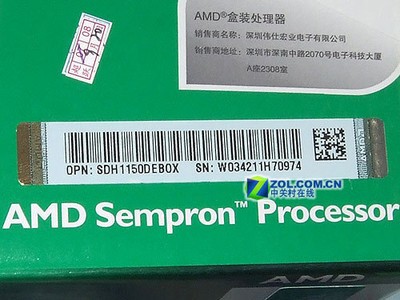 AMD®盒装处理器
销售商名称:深圳伟仕宏业电子有限公司
销售商地址:深圳市深南中路2070号电子科技大厦
A座2308室
OPN: SDH1150DEBOX SN: W034211H70974
ZOL.COM.CN
中关村在线
AMD Sempron™ Processor
AMD